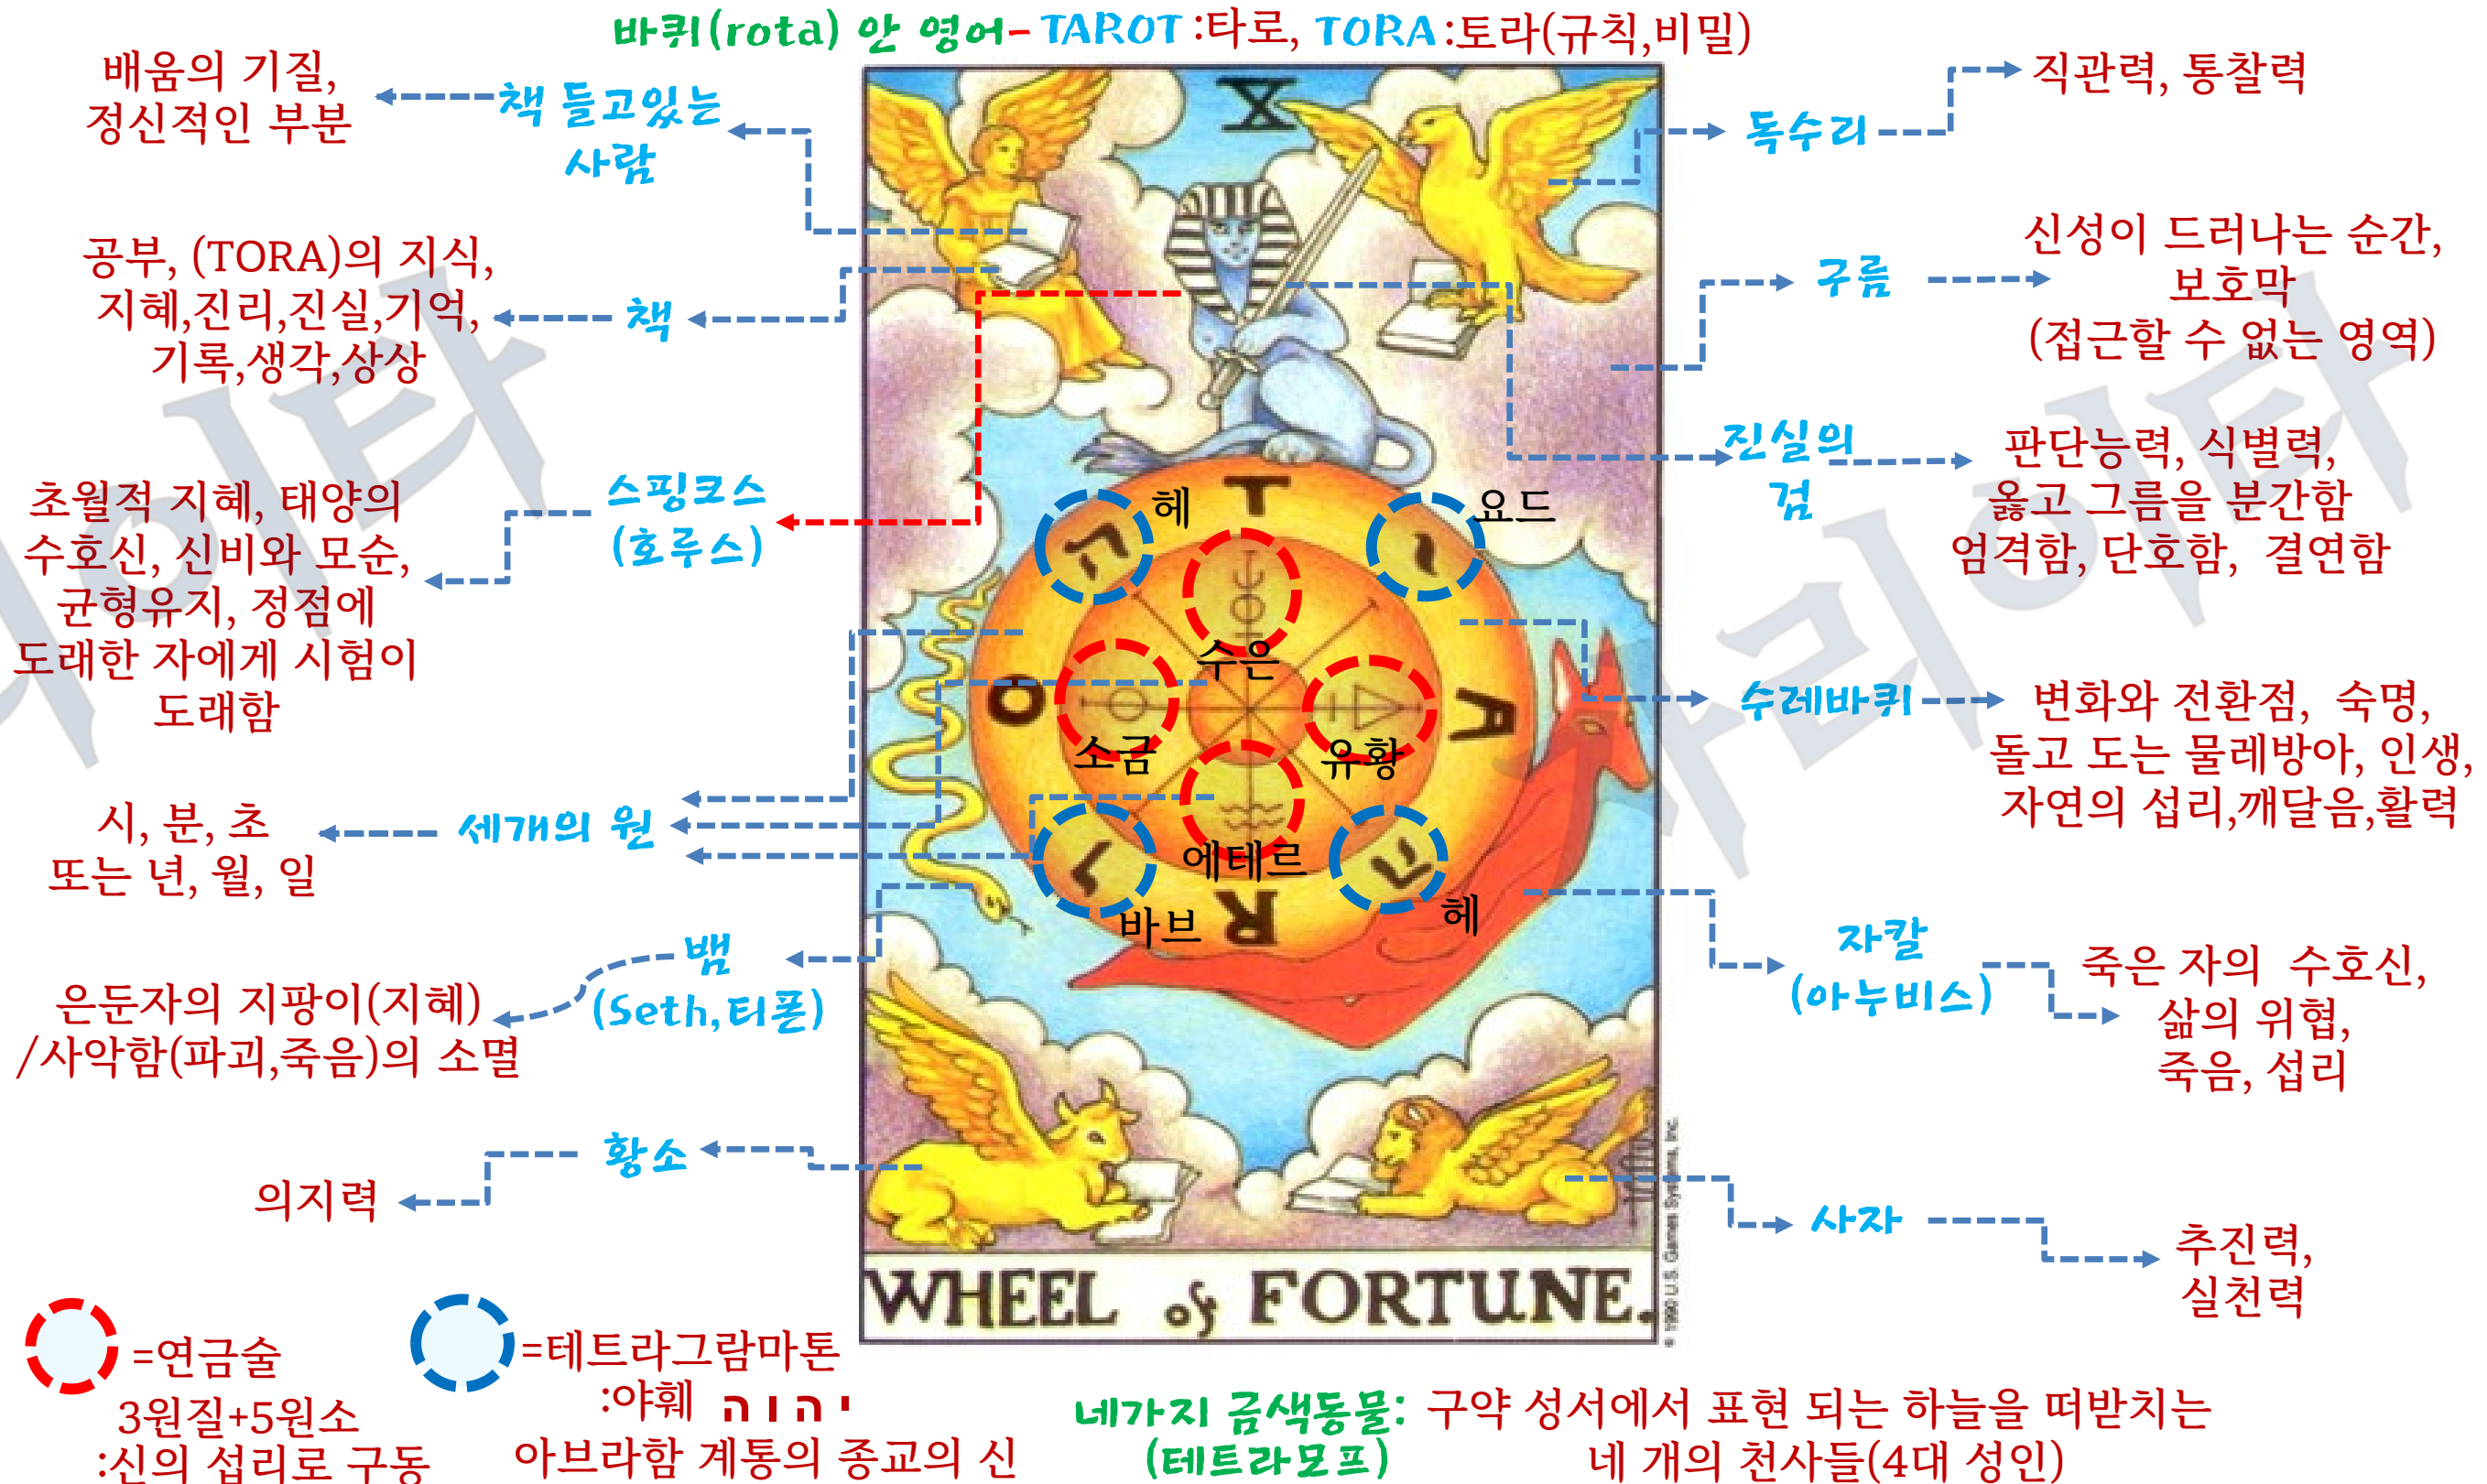 바퀴(rota) 안 영어- TAROT :타로, TORA:토라(규칙,비밀)
배움의 기질,
정신적인 부분
책 들고있는
사람
공부, (TORA)의 지식,
지혜,진리,진실,기억,
기록,생각,상상
책
초월적 지혜, 태양의
수호신, 신비와 모순,
균형유지, 정점에
도래한 자에게 시험이
도래함
스핑크스
(호루스)
시, 분, 초
또는 년, 월, 일
세개의 원
은둔자의 지팡이(지혜)
/사악함(파괴,죽음)의 소멸
뱀
(Seth,티폰)
의지력
황소
X
T
헤
요드
ה
י
수은
O
A
소금
유황
에테르
ו
ה
바브
R
헤
WHEEL of FORTUNE.
© 1990 U.S. Games Systems, Inc.
독수리
직관력, 통찰력
구름
신성이 드러나는 순간,
보호막
(접근할 수 없는 영역)
진실의
검
판단능력, 식별력,
옳고 그름을 분간함
엄격함, 단호함, 결연함
수레바퀴
변화와 전환점, 숙명,
돌고 도는 물레방아, 인생,
자연의 섭리,깨달음,활력
자칼
(아누비스)
죽은 자의 수호신,
삶의 위협,
죽음, 섭리
사자
추진력,
실천력
=연금술
3원질+5원소
:신의 섭리로 구동
=테트라그람마톤
:야훼 יהוה
아브라함 계통의 종교의 신
네가지 금색동물: 구약 성서에서 표현 되는 하늘을 떠받치는
(테트라모프) 네 개의 천사들(4대 성인)